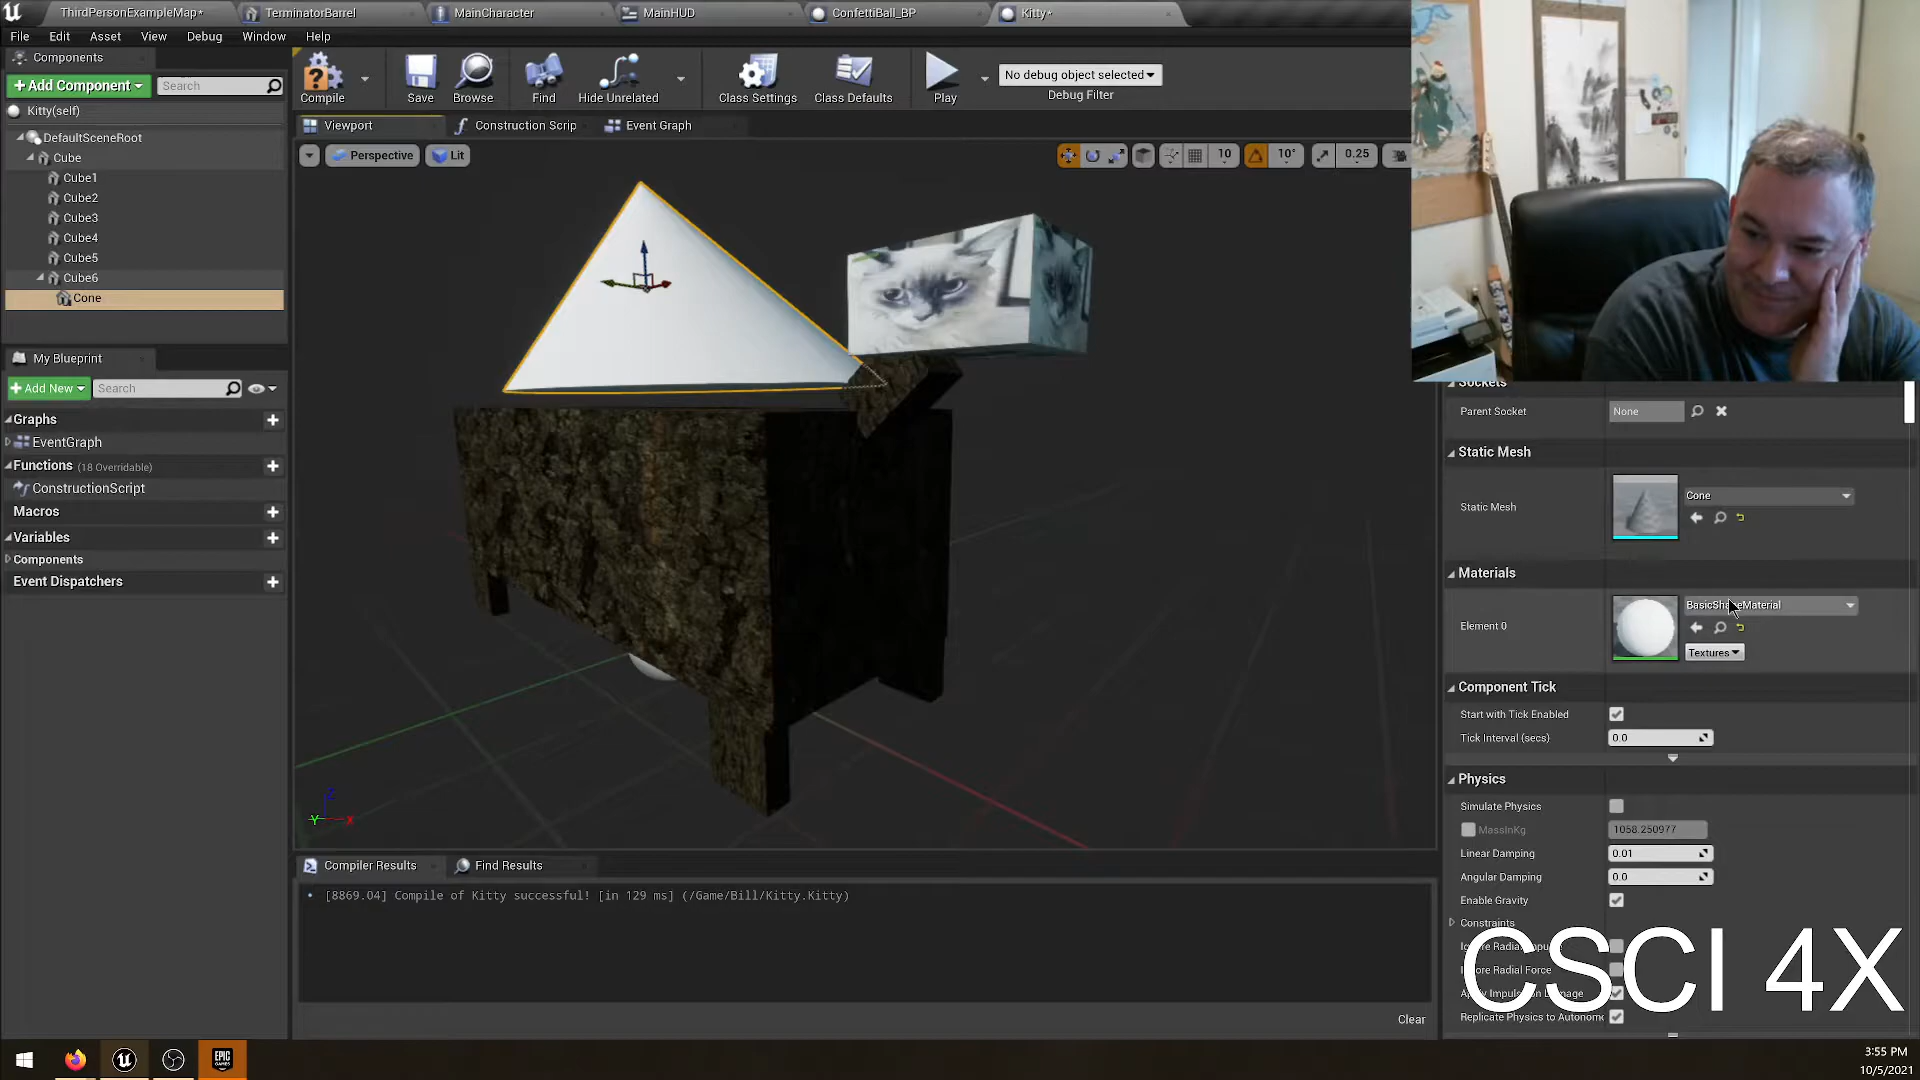 ThirdPersonExampleMap*
TerminatorBarrel
MainCharacter
MainHUD
ConfettiBall_BP
Kitty*
File Edit Asset View Debug Window Help
Components
+Add Component
Search
Kitty(self)
DefaultSceneRoot
Cube
Cube1
Cube2
Cube3
Cube4
Cube5
Cube6
Cone
Compile
Save
Browse
Find
Hide Unrelated
Class Settings
Class Defaults
Play
No debug object selected
Debug Filter
Viewport
Construction Scrip
Event Graph
Perspective
Lit
10
10°
0.25
My Blueprint
+Add New
Search
Graphs
EventGraph
Functions (18 Overridable)
ConstructionScript
Macros
Variables
Components
Event Dispatchers
Z
Y
X
Compiler Results
Find Results
• [8869.04] Compile of Kitty successful! [in 129 ms] (/Game/Bill/Kitty.Kitty)
Clear
Sockets
Parent Socket
None
Static Mesh
Static Mesh
Cone
Materials
Element 0
Textures
Component Tick
Start with Tick Enabled
Tick Interval (secs)
0.0
Physics
Simulate Physics
MassInKg
1058.250977
Linear Damping
0.01
Angular Damping
0.0
Enable Gravity
Constraints
Radial Force
Replicate Physics to Autonom
CSCI 4X
EPIC GAMES
3:55 PM
10/5/2021